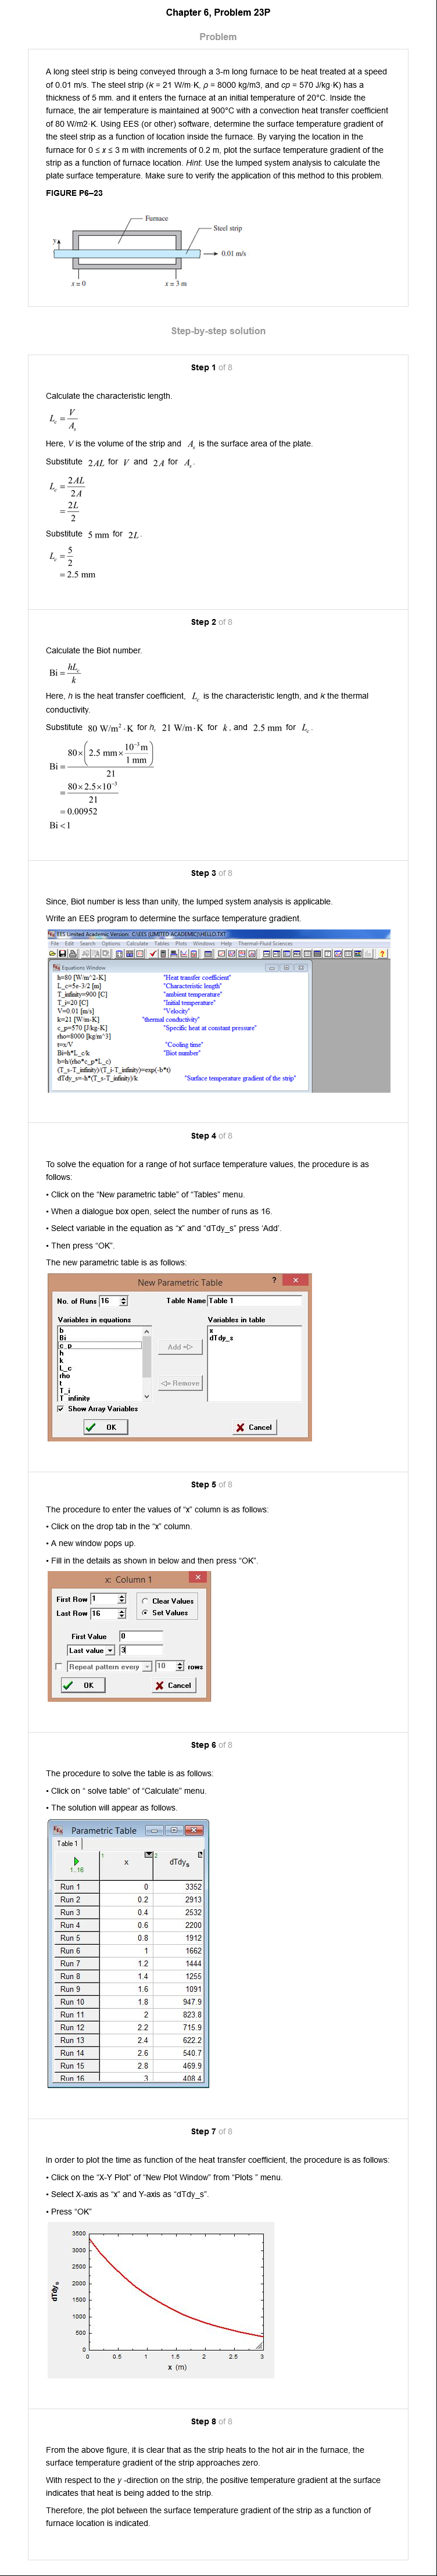 Chapter 6, Problem 23P
Problem
A long steel strip is being conveyed through a 3-m long furnace to be heat treated at a speed
of 0.01 m/s. The steel strip (k = 21 W/m·K, ρ = 8000 kg/m3, and cp = 570 J/kg·K) has a
thickness of 5 mm. and it enters the furnace at an initial temperature of 20°C. Inside the
furnace, the air temperature is maintained at 900°C with a convection heat transfer coefficient
of 80 W/m2·K. Using EES (or other) software, determine the surface temperature gradient of
the steel strip as a function of location inside the furnace. By varying the location in the
furnace for 0 ≤ x ≤ 3 m with increments of 0.2 m, plot the surface temperature gradient of the
strip as a function of furnace location. Hint: Use the lumped system analysis to calculate the
plate surface temperature. Make sure to verify the application of this method to this problem.
FIGURE P6–23
Furnace
Steel strip
y
0.01 m/s
x = 0
x = 3 m
Step-by-step solution
Step 1 of 8
Calculate the characteristic length.
L_c = V / A_s
Here, V is the volume of the strip and A_s is the surface area of the plate.
Substitute 2AL for V and 2A for A_s.
L_c = 2AL / 2A
= 2L / 2
Substitute 5 mm for 2L.
L_c = 5 / 2
= 2.5 mm
Step 2 of 8
Calculate the Biot number.
Bi = hL_c / k
Here, h is the heat transfer coefficient, L_c is the characteristic length, and k the thermal
conductivity.
Substitute 80 W/m²·K for h, 21 W/m·K for k, and 2.5 mm for L_c.
Bi = 80×(2.5 mm×10⁻³ m / 1 mm) / 21
= 80×2.5×10⁻³ / 21
= 0.00952
Bi < 1
Step 3 of 8
Since, Biot number is less than unity, the lumped system analysis is applicable.
Write an EES program to determine the surface temperature gradient.
EES Limited Academic Version: C:\EES (LIMITED ACADEMIC)\HELLO.TXT
File Edit Search Options Calculate Tables Plots Windows Help Thermal-Fluid Sciences
Equations Window
h=80 [W/m^2-K] "Heat transfer coefficient"
L_c=5e-3/2 [m] "Characteristic length"
T_infinity=900 [C] "ambient temperature"
T_i=20 [C] "Initial temperature"
V=0.01 [m/s] "Velocity"
k=21 [W/m-K] "thermal conductivity"
c_p=570 [J/kg-K] "Specific heat at constant pressure"
rho=8000 [kg/m^3]
t=x/V "Cooling time"
Bi=h*L_c/k "Biot number"
b=h/(rho*c_p*L_c)
(T_s-T_infinity)/(T_i-T_infinity)=exp(-b*t)
dTdy_s=-h*(T_s-T_infinity)/k "Surface temperature gradient of the strip"
Step 4 of 8
To solve the equation for a range of hot surface temperature values, the procedure is as
follows:
• Click on the “New parametric table” of “Tables” menu.
• When a dialogue box open, select the number of runs as 16.
• Select variable in the equation as “x” and “dTdy_s” press ‘Add’.
• Then press “OK”.
The new parametric table is as follows:
New Parametric Table ? ×
No. of Runs 16 Table Name Table 1
Variables in equations Variables in table
b
Bi
c_p
h
k
L_c
rho
t
T_i
T_infinity
x
dTdy_s
Add
Remove
Show Array Variables
OK Cancel
Step 5 of 8
The procedure to enter the values of “x” column is as follows:
• Click on the drop tab in the “x” column.
• A new window pops up.
• Fill in the details as shown in below and then press “OK”.
x: Column 1 ×
First Row 1 Clear Values
Last Row 16 Set Values
First Value 0
Last value 3
Repeat pattern every 10 rows
OK Cancel
Step 6 of 8
The procedure to solve the table is as follows:
• Click on “ solve table” of “Calculate” menu.
• The solution will appear as follows.
Parametric Table
Table 1
1..16 1 x 2 dTdy_s
Run 1 0 3352
Run 2 0.2 2913
Run 3 0.4 2532
Run 4 0.6 2200
Run 5 0.8 1912
Run 6 1 1662
Run 7 1.2 1444
Run 8 1.4 1255
Run 9 1.6 1091
Run 10 1.8 947.9
Run 11 2 823.8
Run 12 2.2 715.9
Run 13 2.4 622.2
Run 14 2.6 540.7
Run 15 2.8 469.9
Run 16 3 408.4
Step 7 of 8
In order to plot the time as function of the heat transfer coefficient, the procedure is as follows:
• Click on the “X-Y Plot” of “New Plot Window” from “Plots ” menu.
• Select X-axis as “x” and Y-axis as “dTdy_s”.
• Press “OK”
3500
3000
2500
2000
1500
1000
500
0
dTdy_s
0 0.5 1 1.5 2 2.5 3
x (m)
Step 8 of 8
From the above figure, it is clear that as the strip heats to the hot air in the furnace, the
surface temperature gradient of the strip approaches zero.
With respect to the y -direction on the strip, the positive temperature gradient at the surface
indicates that heat is being added to the strip.
Therefore, the plot between the surface temperature gradient of the strip as a function of
furnace location is indicated.